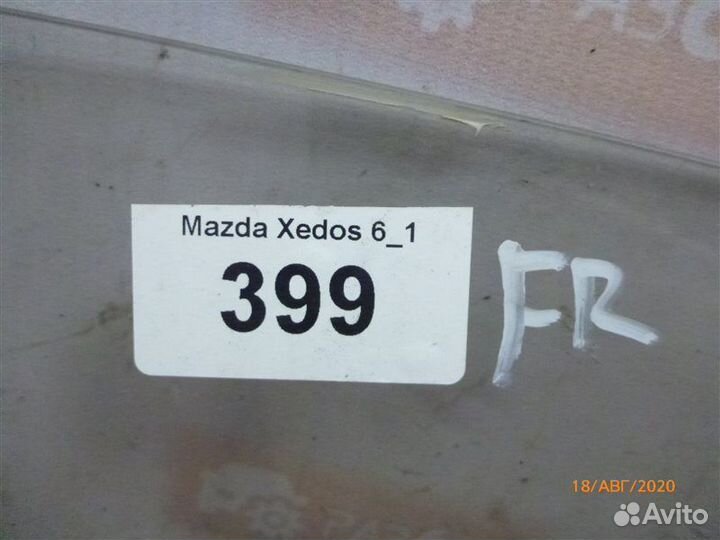 Mazda Xedos 6_1
399
FR
18/АВГ/2020
Avito